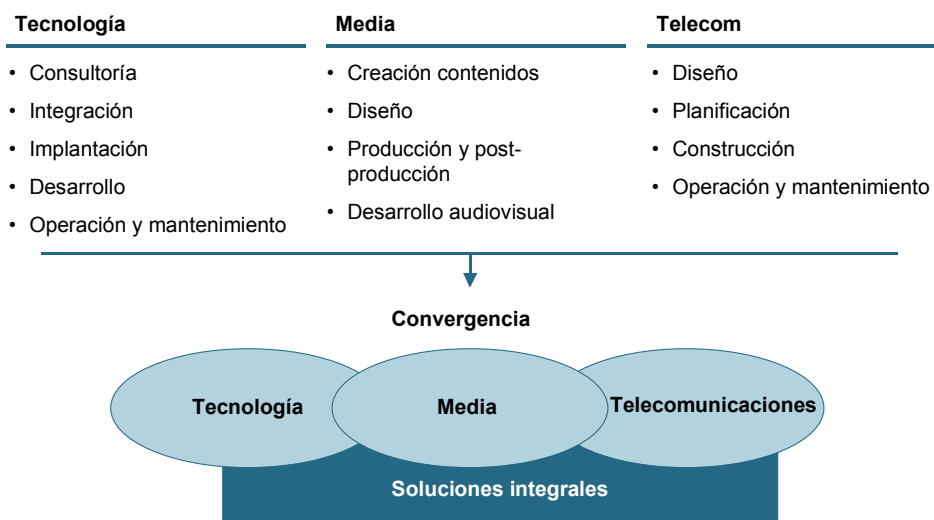 Tecnología
• Consultoría
• Integración
• Implantación
• Desarrollo
• Operación y mantenimiento
Media
• Creación contenidos
• Diseño
• Producción y post-
producción
• Desarrollo audiovisual
Telecom
• Diseño
• Planificación
• Construcción
• Operación y mantenimiento
Convergencia
Tecnología
Media
Telecomunicaciones
Soluciones integrales